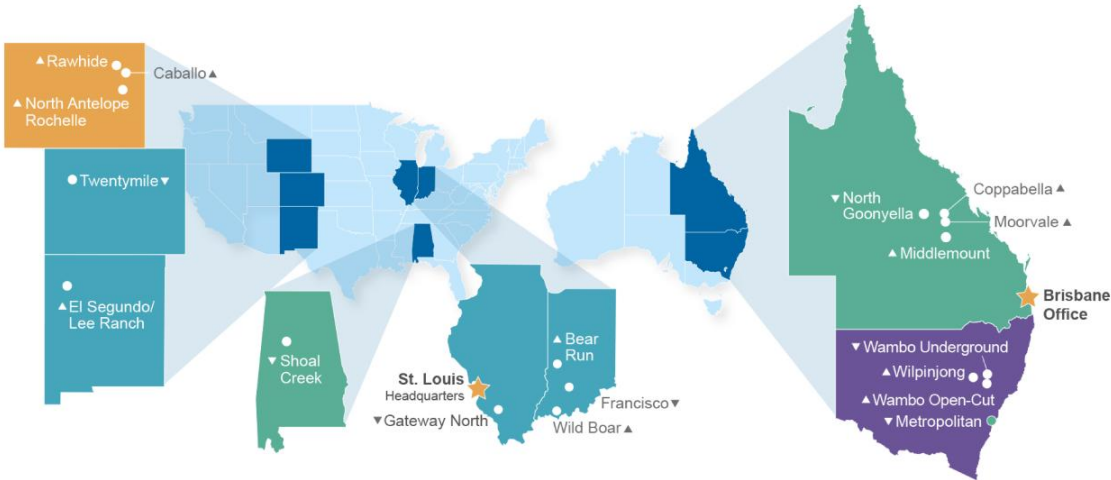 ▲Rawhide
Caballo▲
▲North Antelope
Rochelle
Twentymile▼
▲El Segundo/
Lee Ranch
▼Shoal
Creek
St. Louis
Headquarters
▼Gateway North
▲Bear
Run
Francisco▼
Wild Boar▲
▼North
Goonyella
Coppabella▲
Moorvale▲
▲Middlemount
Brisbane
Office
▼Wambo Underground
▲Wilpinjong
▲Wambo Open-Cut
▼Metropolitan